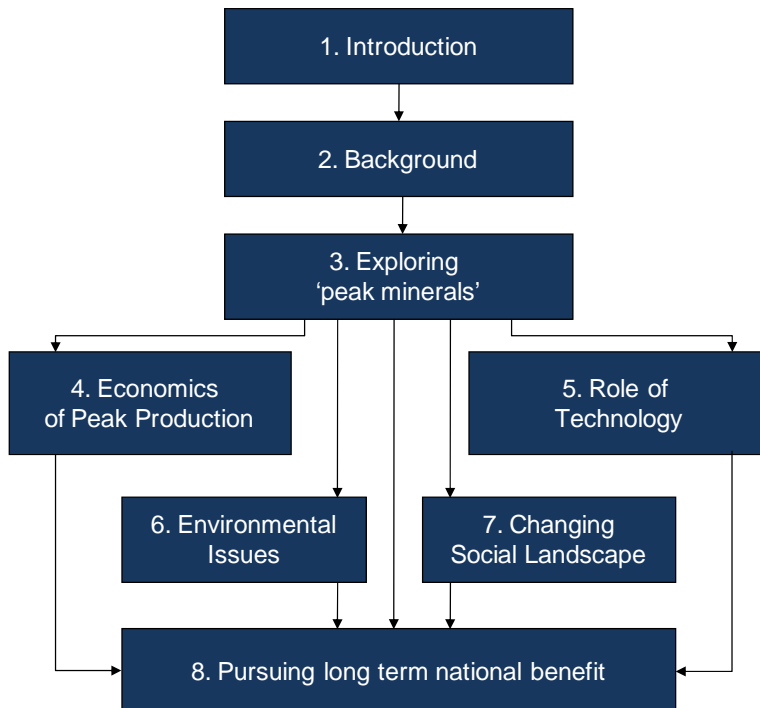 1. Introduction
2. Background
3. Exploring
‘peak minerals’
4. Economics
of Peak Production
5. Role of
Technology
6. Environmental
Issues
7. Changing
Social Landscape
8. Pursuing long term national benefit